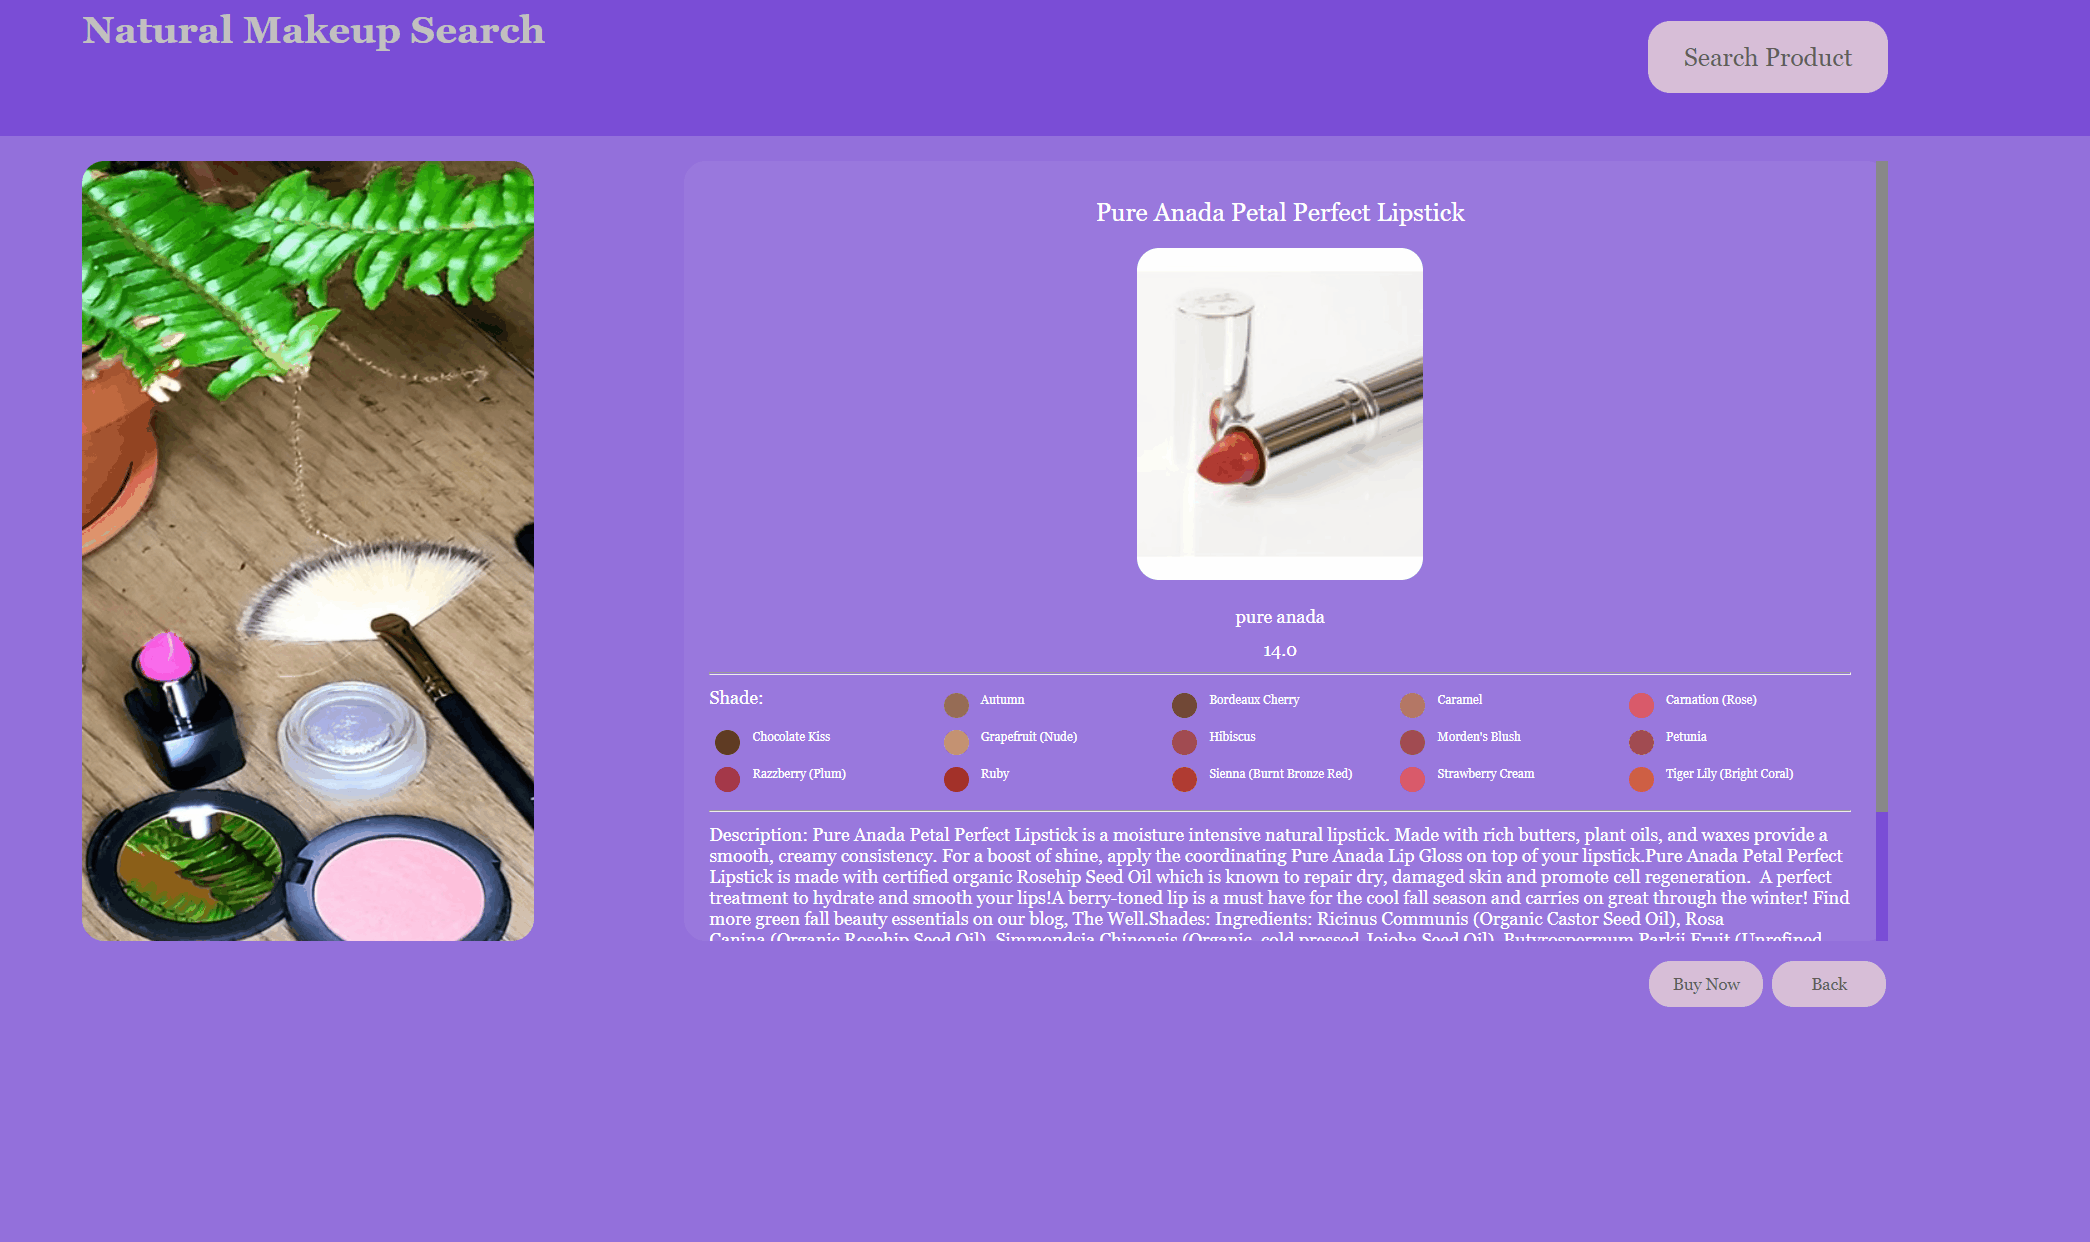 Natural Makeup Search
Search Product
Pure Anada Petal Perfect Lipstick
pure anada
14.0
Shade:
Autumn
Bordeaux Cherry
Caramel
Carnation (Rose)
Chocolate Kiss
Grapefruit (Nude)
Hibiscus
Morden's Blush
Petunia
Razzberry (Plum)
Ruby
Sienna (Burnt Bronze Red)
Strawberry Cream
Tiger Lily (Bright Coral)
Description: Pure Anada Petal Perfect Lipstick is a moisture intensive natural lipstick. Made with rich butters, plant oils, and waxes provide a
smooth, creamy consistency. For a boost of shine, apply the coordinating Pure Anada Lip Gloss on top of your lipstick.Pure Anada Petal Perfect
Lipstick is made with certified organic Rosehip Seed Oil which is known to repair dry, damaged skin and promote cell regeneration.  A perfect
treatment to hydrate and smooth your lips!A berry-toned lip is a must have for the cool fall season and carries on great through the winter! Find
more green fall beauty essentials on our blog, The Well.Shades: Ingredients: Ricinus Communis (Organic Castor Seed Oil), Rosa
Canina (Organic Rosehip Seed Oil), Simmondsia Chinensis (Organic, cold pressed Jojoba Seed Oil), Butyrospermum Parkii Fruit (Unrefined
Buy Now
Back